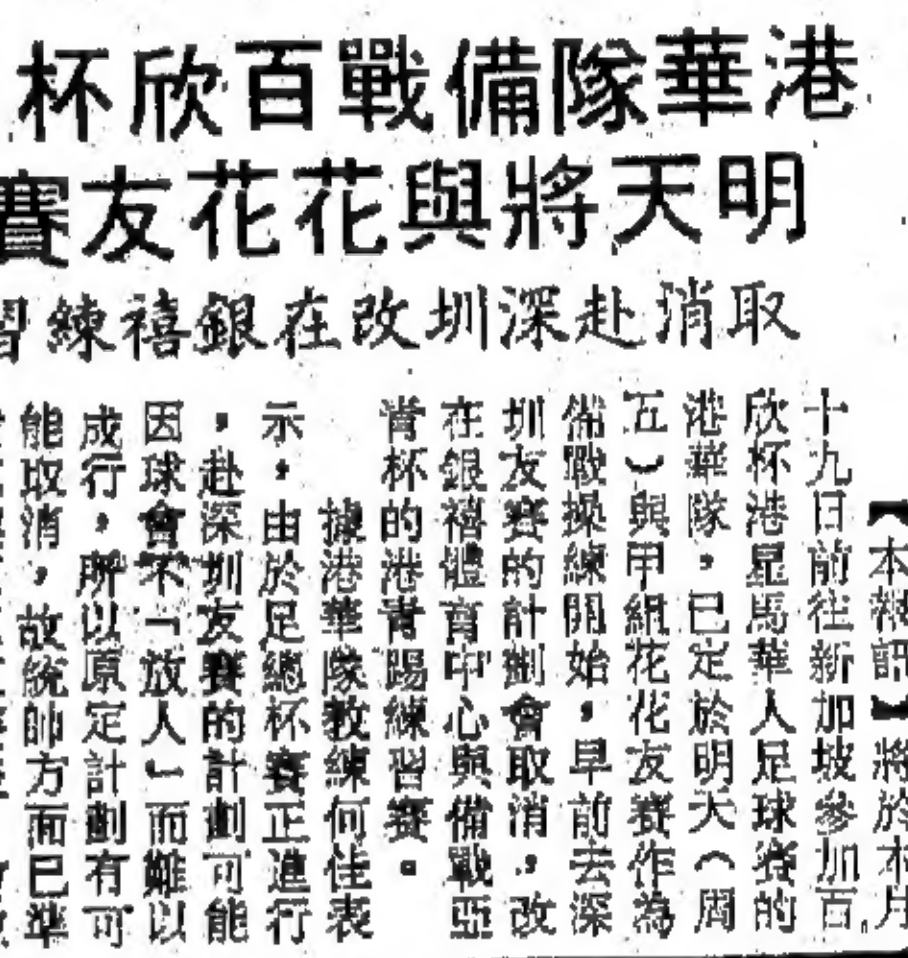 港華隊備戰百欣杯
明天將與花花友賽
取消赴深圳改在銀禧練習
【本報訊】將於本月
十九日前往新加坡參加百
欣杯港星馬華人足球賽的
港華隊,已定於明天(周
五)與甲組花花友賽作為
備戰操練開始,早前去深
圳友賽的計劃會取消,改
在銀禧體育中心與備戰亞
青杯的港青踢練習賽。
據港華隊教練何佳表
示,由於足總杯賽正進行
,赴深圳友賽的計劃可能
因球會不「放人」而難以
成行,所以原定計劃有可
能取消,故統帥方面已準